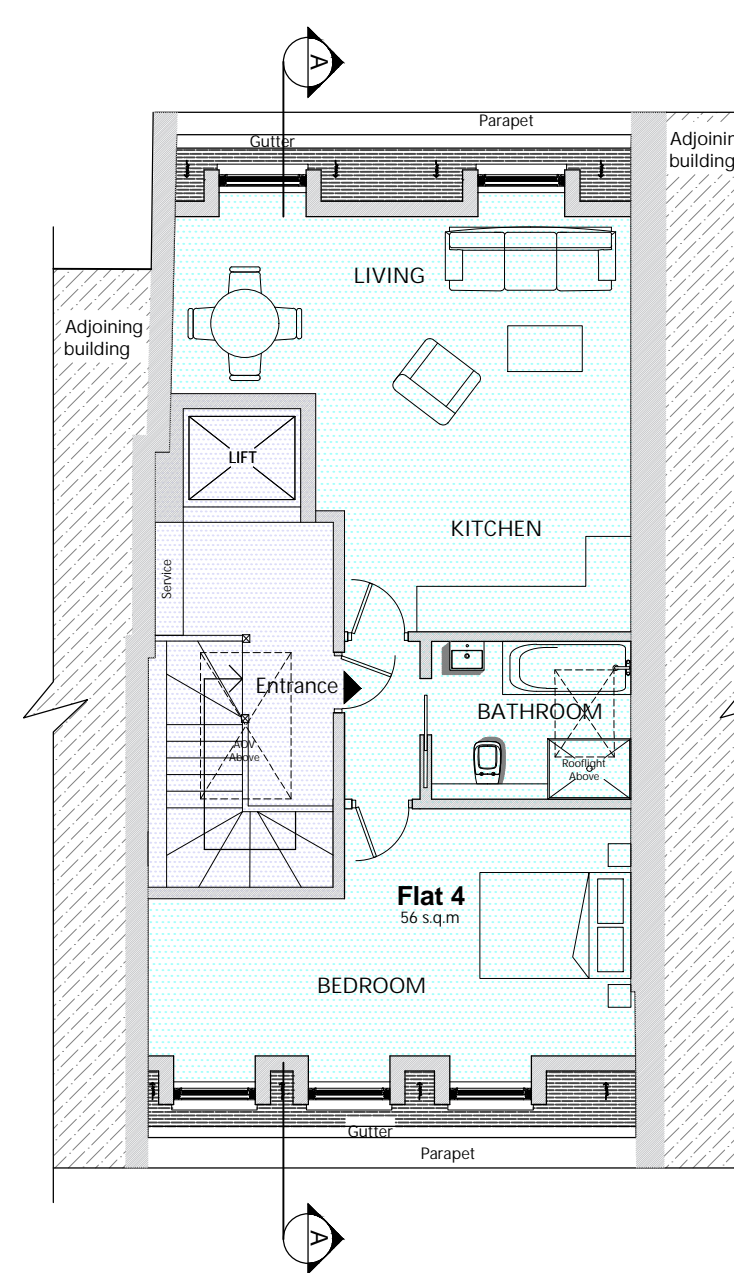 A
Parapet
Gutter
Adjoinin
building
LIVING
Adjoining
building
LIFT
KITCHEN
Service
Entrance
BATHROOM
AOV
Above
Rooflight
Above
Flat 4
56 s.q.m
BEDROOM
Gutter
Parapet
A